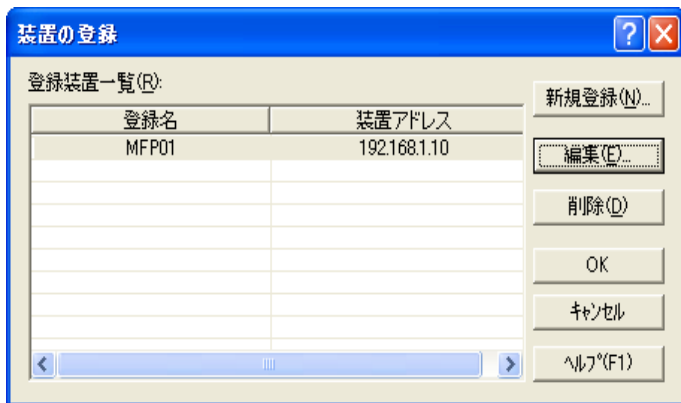 装置の登録
登録装置一覧(R):
登録名 装置アドレス
MFP01 192.168.1.10
新規登録(N)...
編集(E)...
削除(D)
OK
キャンセル
ヘルプ(F1)